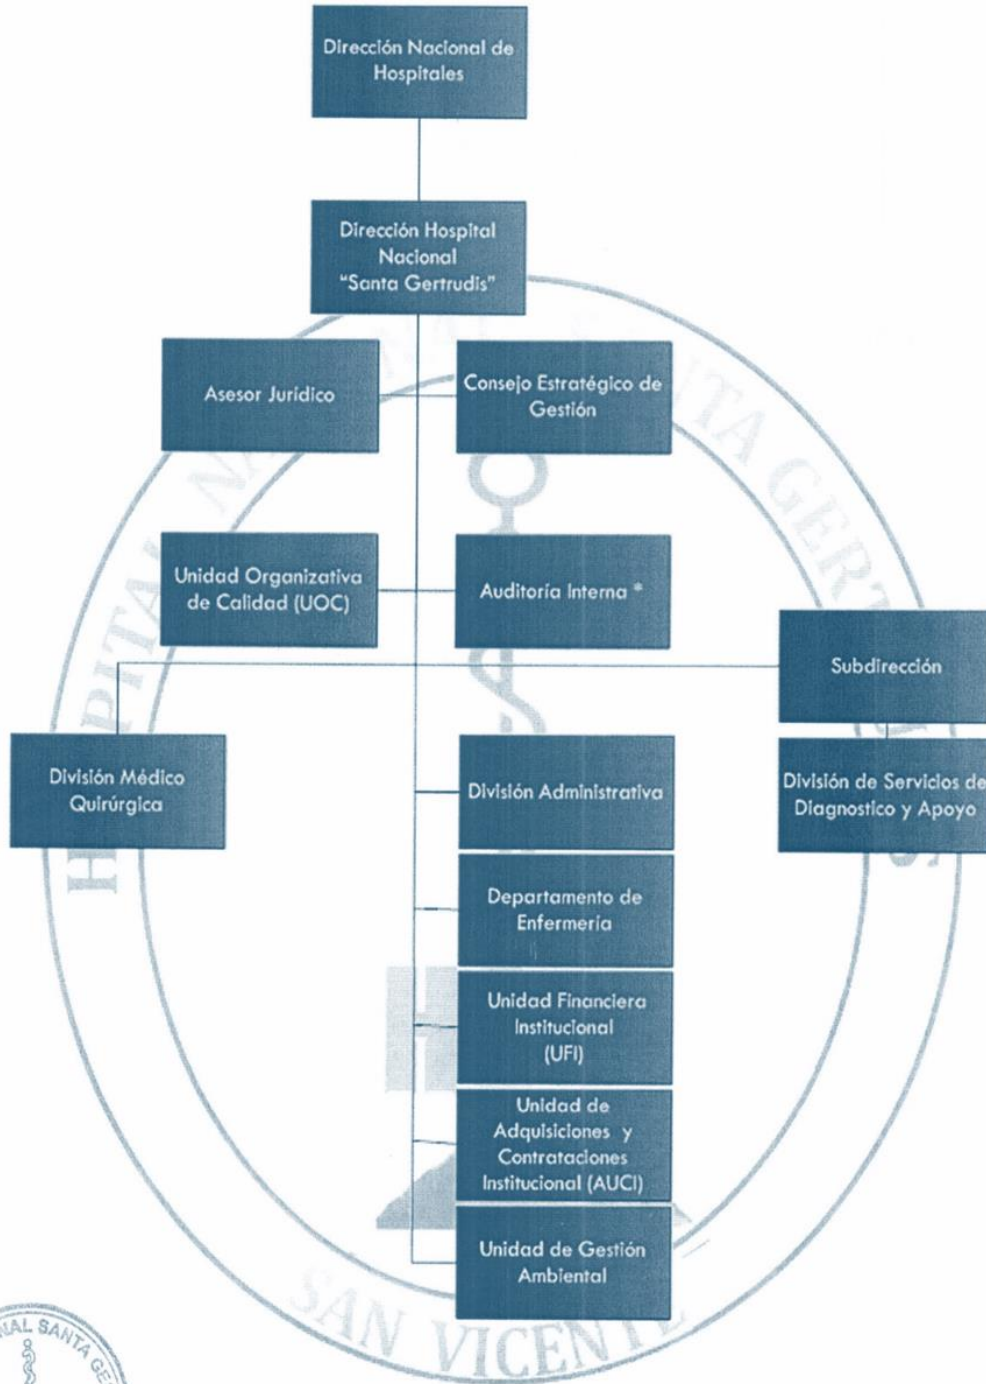 Dirección Nacional de
Hospitales
Dirección Hospital
Nacional
“Santa Gertrudis”
Asesor Jurídico
Consejo Estratégico de
Gestión
Unidad Organizativa
de Calidad (UOC)
Auditoría Interna *
Subdirección
División Médico
Quirúrgica
División Administrativa
División de Servicios de
Diagnostico y Apoyo
Departamento de
Enfermería
Unidad Financiera
Institucional
(UFI)
Unidad de
Adquisiciones y
Contrataciones
Institucional (AUCI)
Unidad de Gestión
Ambiental
SAN VICENTE